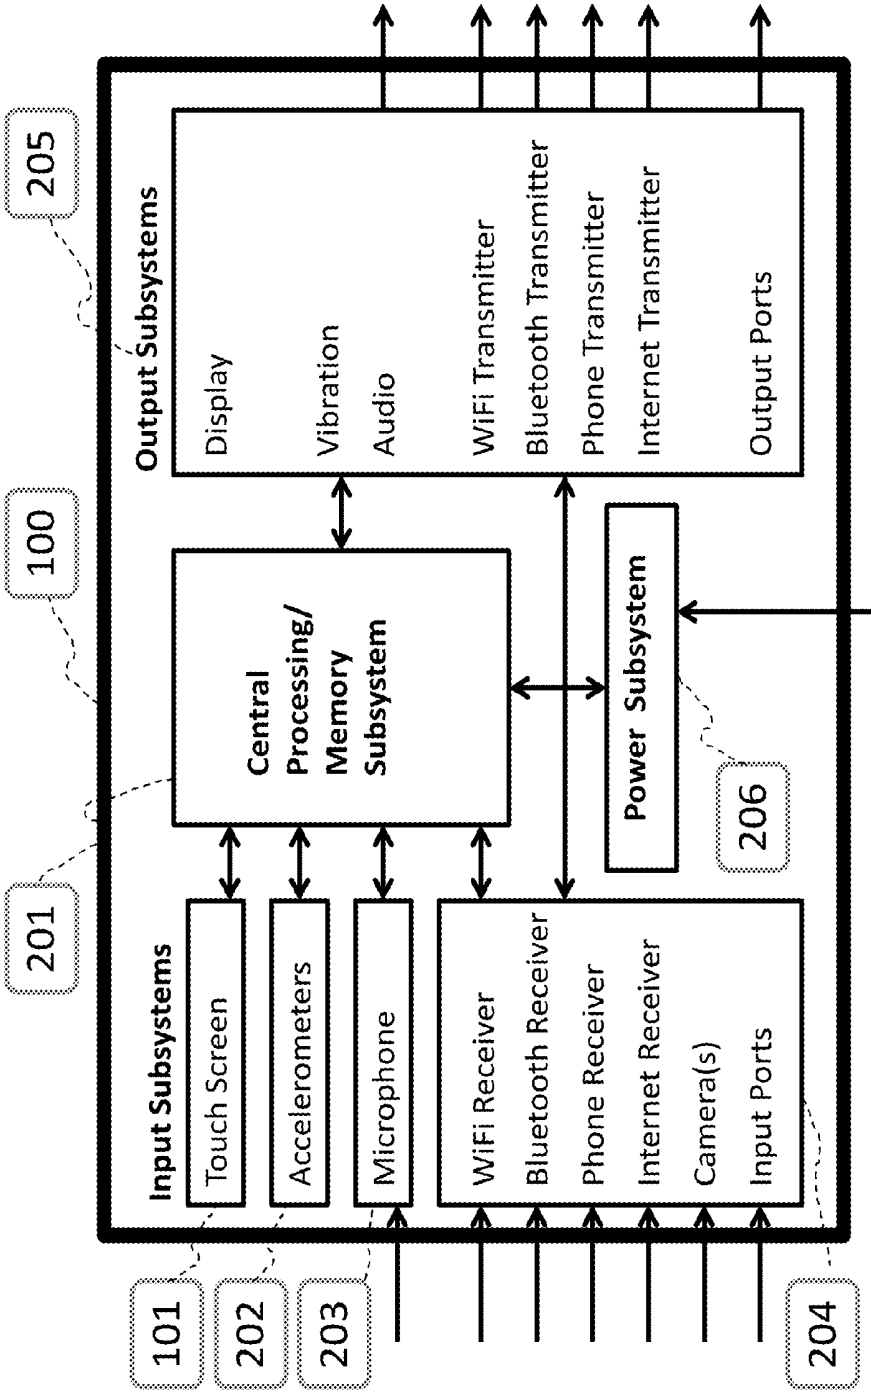 201
100
205
Input Subsystems
Output Subsystems
101
Touch Screen
202
Accelerometers
203
Microphone
WiFi Receiver
Bluetooth Receiver
Phone Receiver
Internet Receiver
Camera(s)
Input Ports
204
Central
Processing/
Memory
Subsystem
Power Subsystem
206
Display
Vibration
Audio
WiFi Transmitter
Bluetooth Transmitter
Phone Transmitter
Internet Transmitter
Output Ports